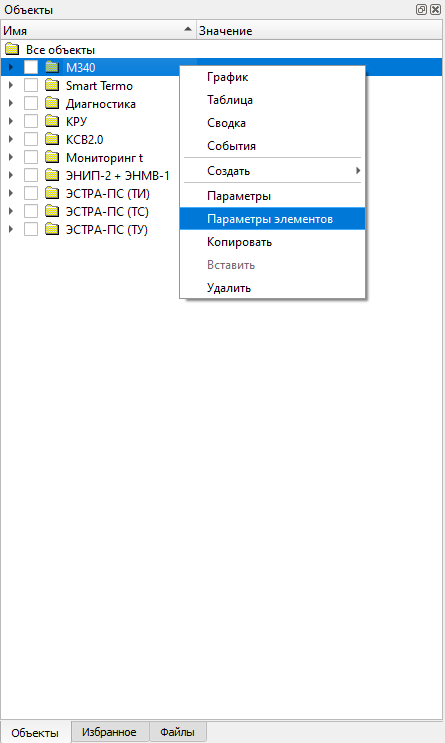 Объекты
Имя Значение
Все объекты
M340
Smart Termo
Диагностика
КРУ
КСВ2.0
Мониторинг t
ЭНИП-2 + ЭНМВ-1
ЭСТРА-ПС (ТИ)
ЭСТРА-ПС (ТС)
ЭСТРА-ПС (ТУ)
График
Таблица
Сводка
События
Создать
Параметры
Параметры элементов
Копировать
Вставить
Удалить
Объекты Избранное Файлы